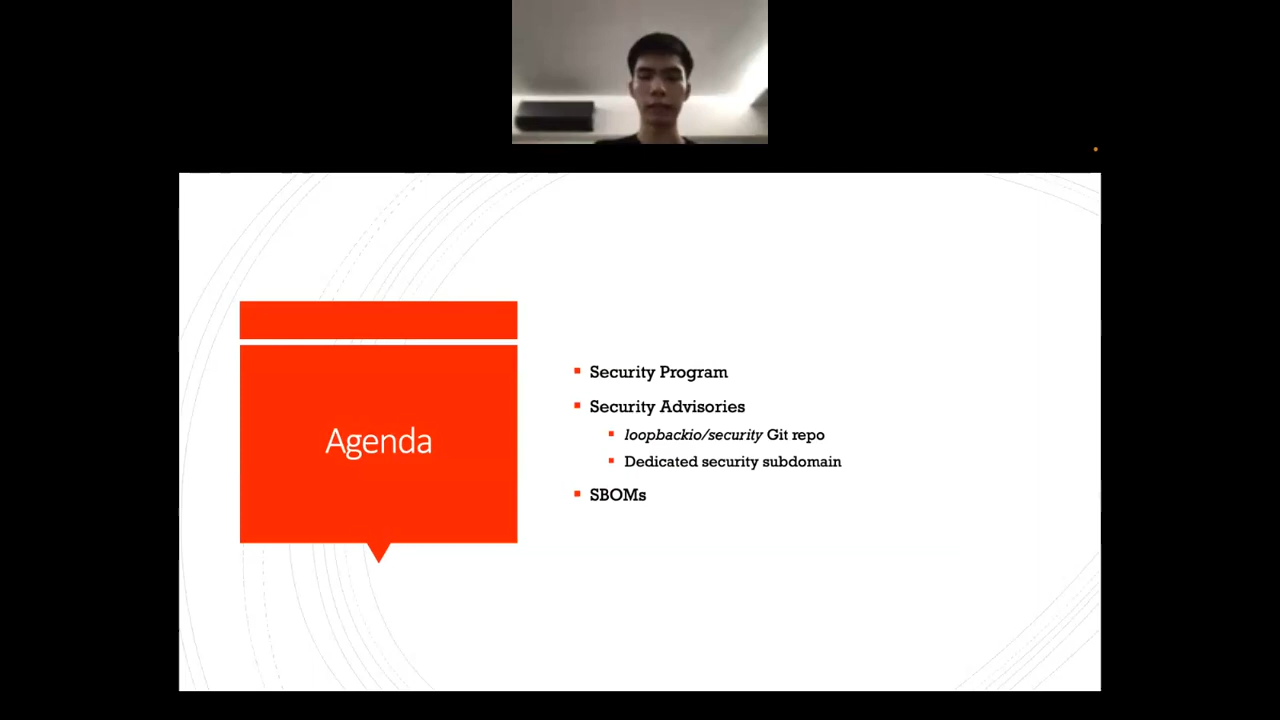 Agenda
Security Program
Security Advisories
loopbackio/security Git repo
Dedicated security subdomain
SBOMs